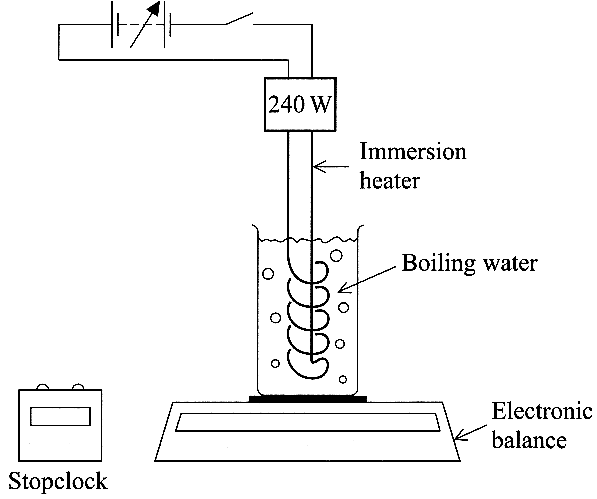 240 W
Immersion
heater
Boiling water
Electronic
balance
Stopclock